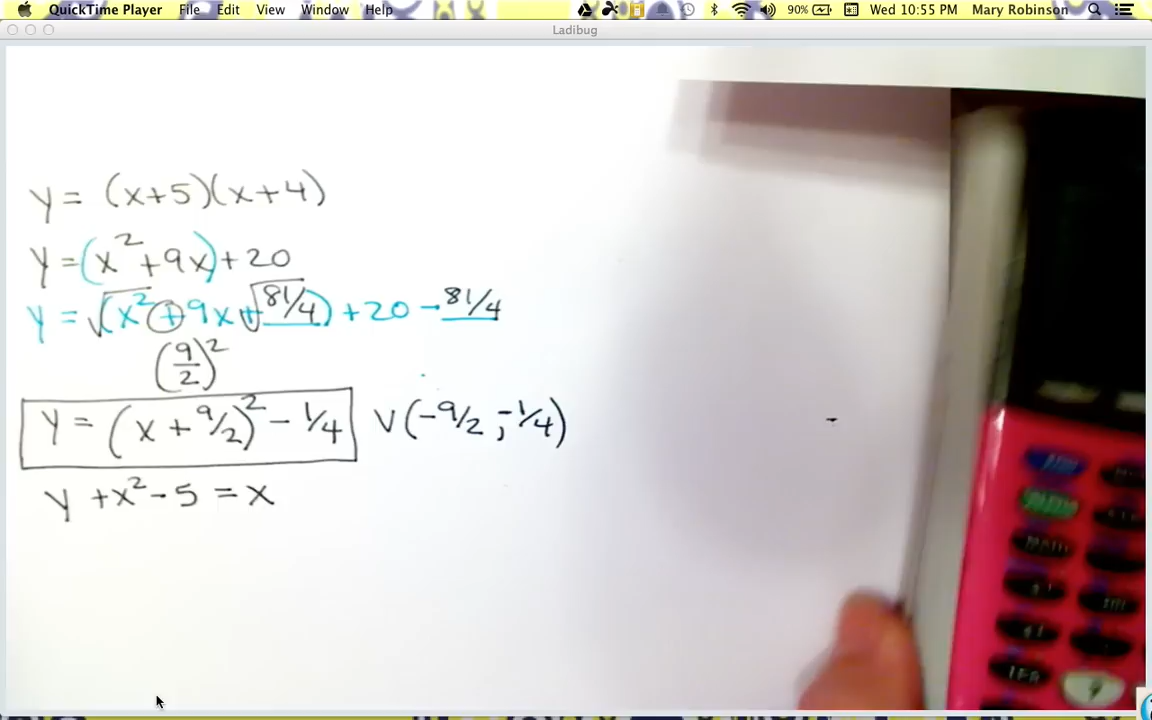 QuickTime Player File Edit View Window Help 90% Wed 10:55 PM Mary Robinson
Ladibug
y = (x+5)(x+4)
y = (x² + 9x) + 20
y = √(x² + 9x + √81/4) + 20 - 81/4
(9/2)²
y = (x + 9/2)² - 1/4 V(-9/2, -1/4)
y + x² - 5 = x